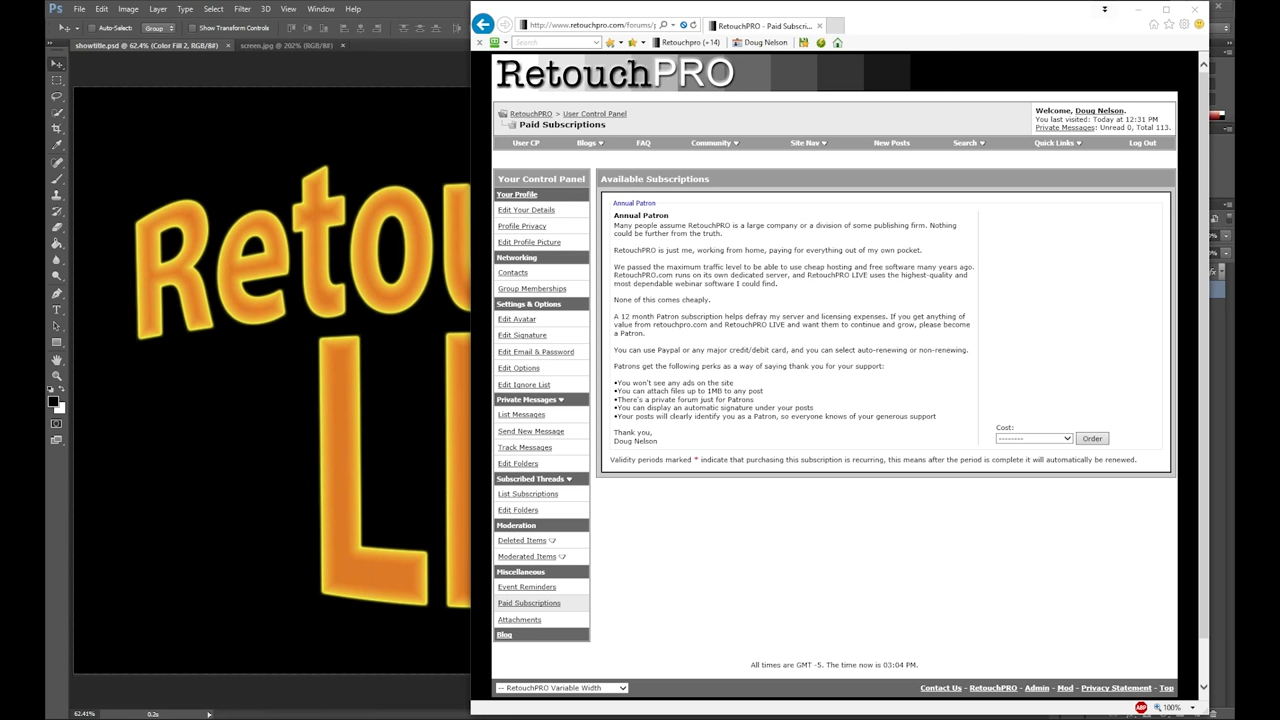 Ps File Edit Image Layer Type Select Filter 3D View Window Help
Auto-Select: Group Show Transform Controls
showtitle.psd @ 62.4% (Color Fill 2, RGB/8#) × screen.jpg @ 202% (RGB/8#) ×
Retou
LI
62.41% 0.2s
http://www.retouchpro.com/forums/p
RetouchPRO - Paid Subscri... ×
Search
Retouchpro (+14) Doug Nelson
RetouchPRO
RetouchPRO > User Control Panel
Paid Subscriptions
Welcome, Doug Nelson.
You last visited: Today at 12:31 PM
Private Messages: Unread 0, Total 113.
User CP Blogs FAQ Community Site Nav New Posts Search Quick Links Log Out
Your Control Panel
Your Profile
Edit Your Details
Profile Privacy
Edit Profile Picture
Networking
Contacts
Group Memberships
Settings & Options
Edit Avatar
Edit Signature
Edit Email & Password
Edit Options
Edit Ignore List
Private Messages
List Messages
Send New Message
Track Messages
Edit Folders
Subscribed Threads
List Subscriptions
Edit Folders
Moderation
Deleted Items
Moderated Items
Miscellaneous
Event Reminders
Paid Subscriptions
Attachments
Blog
Available Subscriptions
Annual Patron
Annual Patron
Many people assume RetouchPRO is a large company or a division of some publishing firm. Nothing
could be further from the truth.
RetouchPRO is just me, working from home, paying for everything out of my own pocket.
We passed the maximum traffic level to be able to use cheap hosting and free software many years ago.
RetouchPRO.com runs on its own dedicated server, and RetouchPRO LIVE uses the highest-quality and
most dependable webinar software I could find.
None of this comes cheaply.
A 12 month Patron subscription helps defray my server and licensing expenses. If you get anything of
value from retouchpro.com and RetouchPRO LIVE and want them to continue and grow, please become
a Patron.
You can use Paypal or any major credit/debit card, and you can select auto-renewing or non-renewing.
Patrons get the following perks as a way of saying thank you for your support:
•You won't see any ads on the site
•You can attach files up to 1MB to any post
•There's a private forum just for Patrons
•You can display an automatic signature under your posts
•Your posts will clearly identify you as a Patron, so everyone knows of your generous support
Thank you,
Doug Nelson
Cost:
-------- Order
Validity periods marked * indicate that purchasing this subscription is recurring, this means after the period is complete it will automatically be renewed.
All times are GMT -5. The time now is 03:04 PM.
-- RetouchPRO Variable Width
Contact Us - RetouchPRO - Admin - Mod - Privacy Statement - Top
ABP 100%